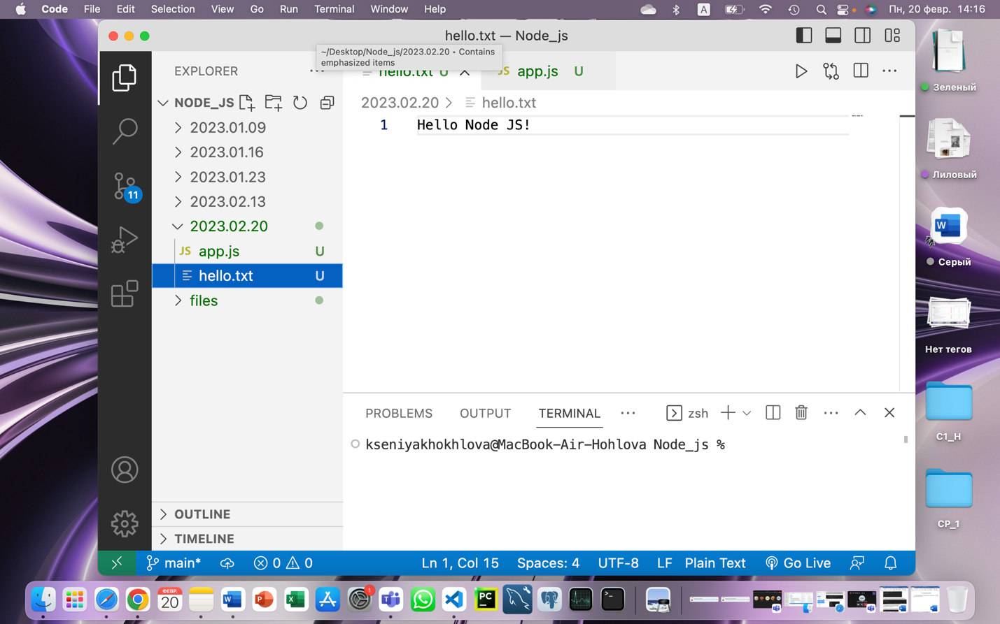 Code File Edit Selection View Go Run Terminal Window Help A Пн, 20 февр. 14:16
hello.txt — Node_js
~/Desktop/Node_js/2023.02.20 • Contains
emphasized items
EXPLORER
hello.txt U
JS app.js U
NODE_JS
2023.02.20 > hello.txt
2023.01.09
1 Hello Node JS!
2023.01.16
2023.01.23
2023.02.13
2023.02.20
JS app.js U
hello.txt U
files
11
PROBLEMS OUTPUT TERMINAL zsh
kseniyakhokhlova@MacBook-Air-Hohlova Node_js %
OUTLINE
TIMELINE
main* 0 0 Ln 1, Col 15 Spaces: 4 UTF-8 LF Plain Text Go Live
Зеленый
Лиловый
W
Серый
Нет тегов
С1_Н
СР_1
ФЕВР.
20
W
P
X
1
PC
>_